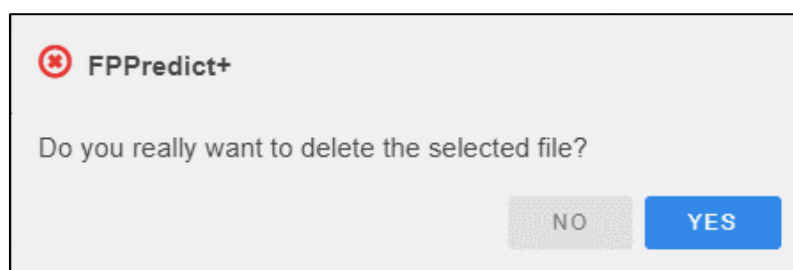 FPPredict+
Do you really want to delete the selected file?
NO YES